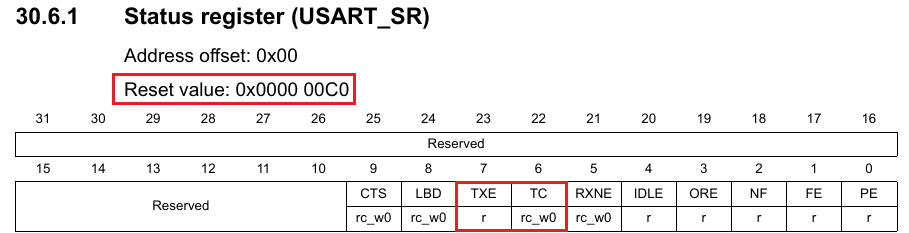 30.6.1 Status register (USART_SR)
Address offset: 0x00
Reset value: 0x0000 00C0
31 30 29 28 27 26 25 24 23 22 21 20 19 18 17 16
Reserved
15 14 13 12 11 10 9 8 7 6 5 4 3 2 1 0
Reserved CTS LBD TXE TC RXNE IDLE ORE NF FE PE
rc_w0 rc_w0 r rc_w0 rc_w0 r r r r r